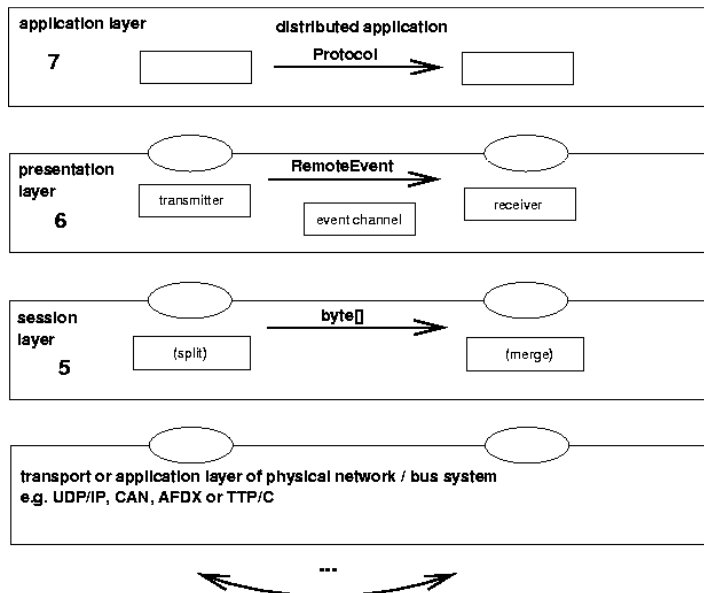 application layer
distributed application
7
Protocol
RemoteEvent
presentation
layer
6
transmitter
event channel
receiver
byte[]
session
layer
5
(split)
(merge)
transport or application layer of physical network / bus system
e.g. UDP/IP, CAN, AFDX or TTP/C
...